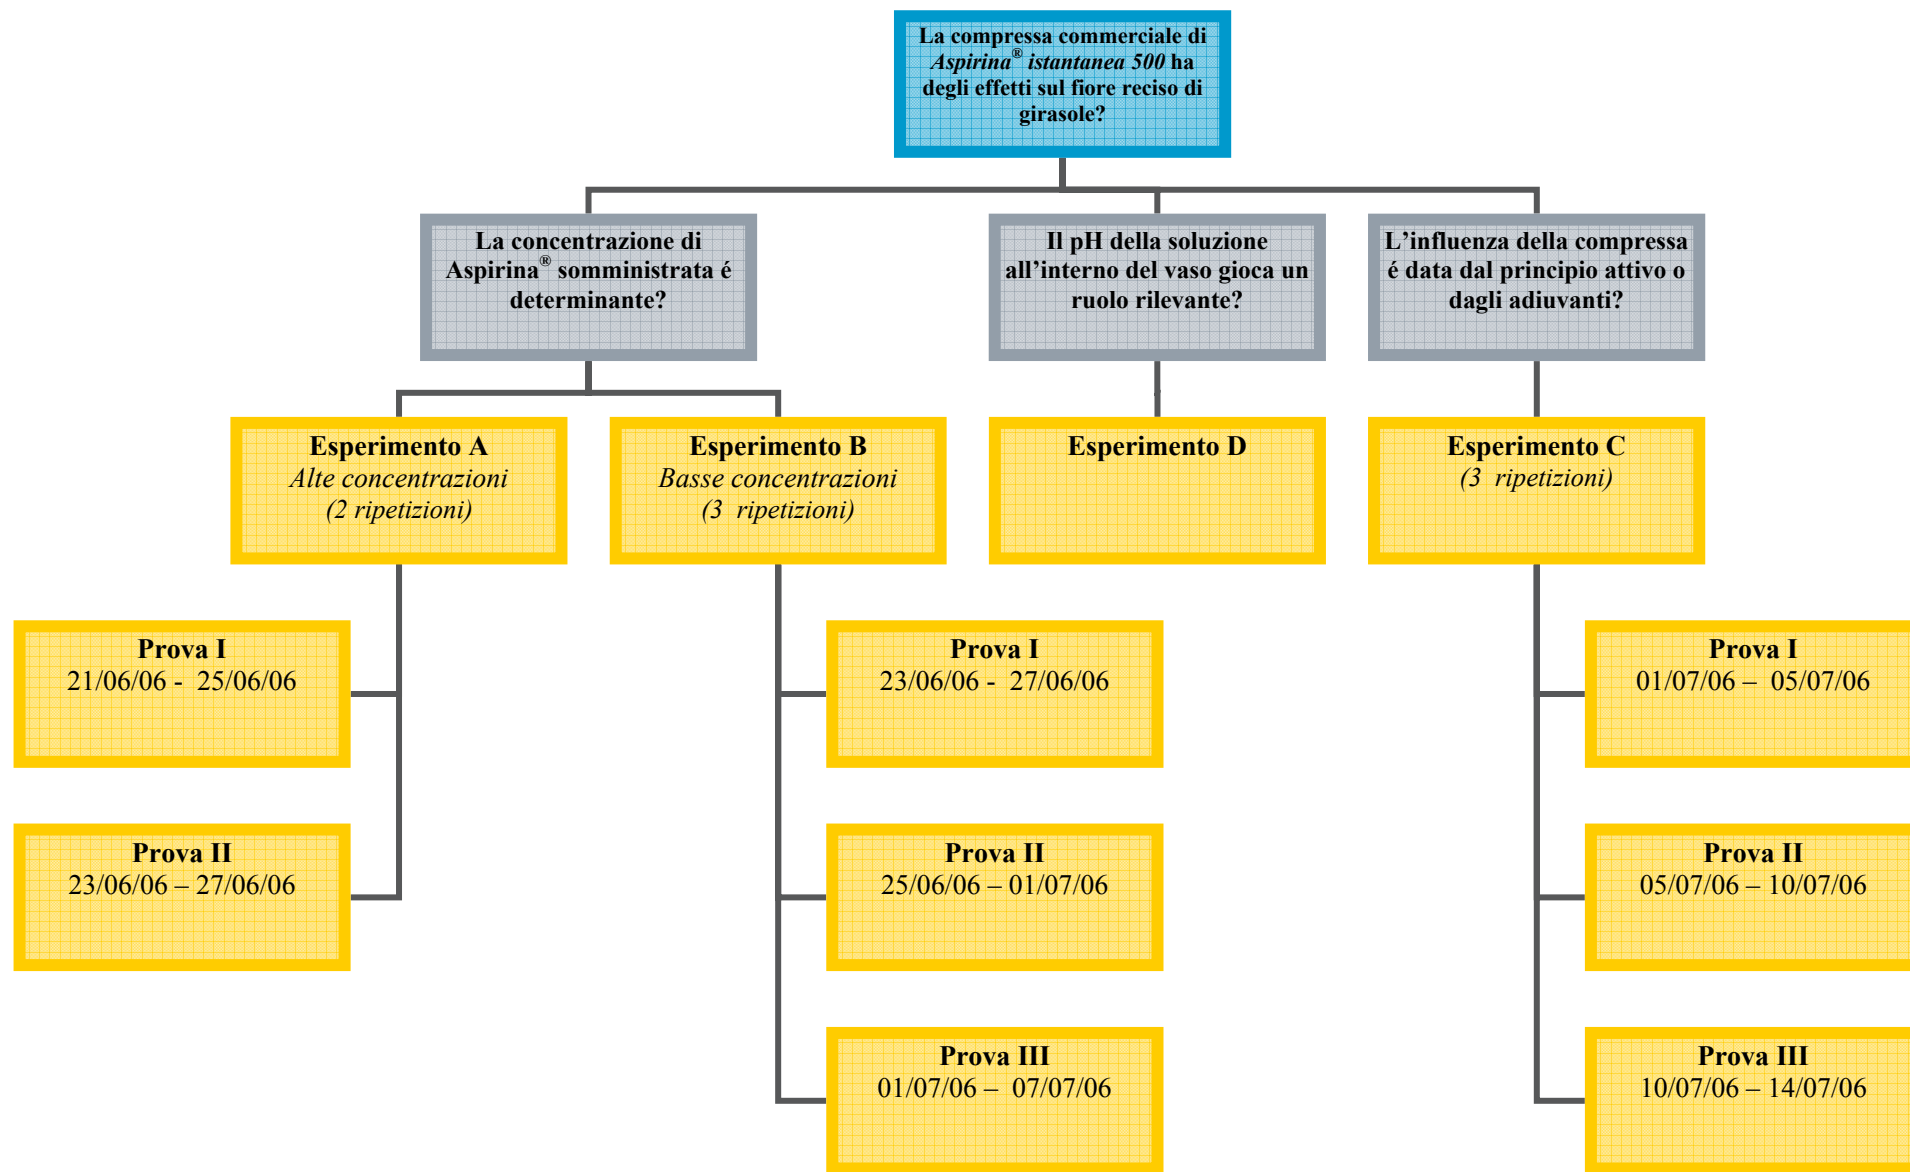 La compressa commerciale di
Aspirina® istantanea 500 ha
degli effetti sul fiore reciso di
girasole?
La concentrazione di
Aspirina® somministrata é
determinante?
Il pH della soluzione
all’interno del vaso gioca un
ruolo rilevante?
L’influenza della compressa
é data dal principio attivo o
dagli adiuvanti?
Esperimento A
Alte concentrazioni
(2 ripetizioni)
Esperimento B
Basse concentrazioni
(3 ripetizioni)
Esperimento D
Esperimento C
(3 ripetizioni)
Prova I
21/06/06 - 25/06/06
Prova I
23/06/06 - 27/06/06
Prova I
01/07/06 – 05/07/06
Prova II
23/06/06 – 27/06/06
Prova II
25/06/06 – 01/07/06
Prova II
05/07/06 – 10/07/06
Prova III
01/07/06 – 07/07/06
Prova III
10/07/06 – 14/07/06